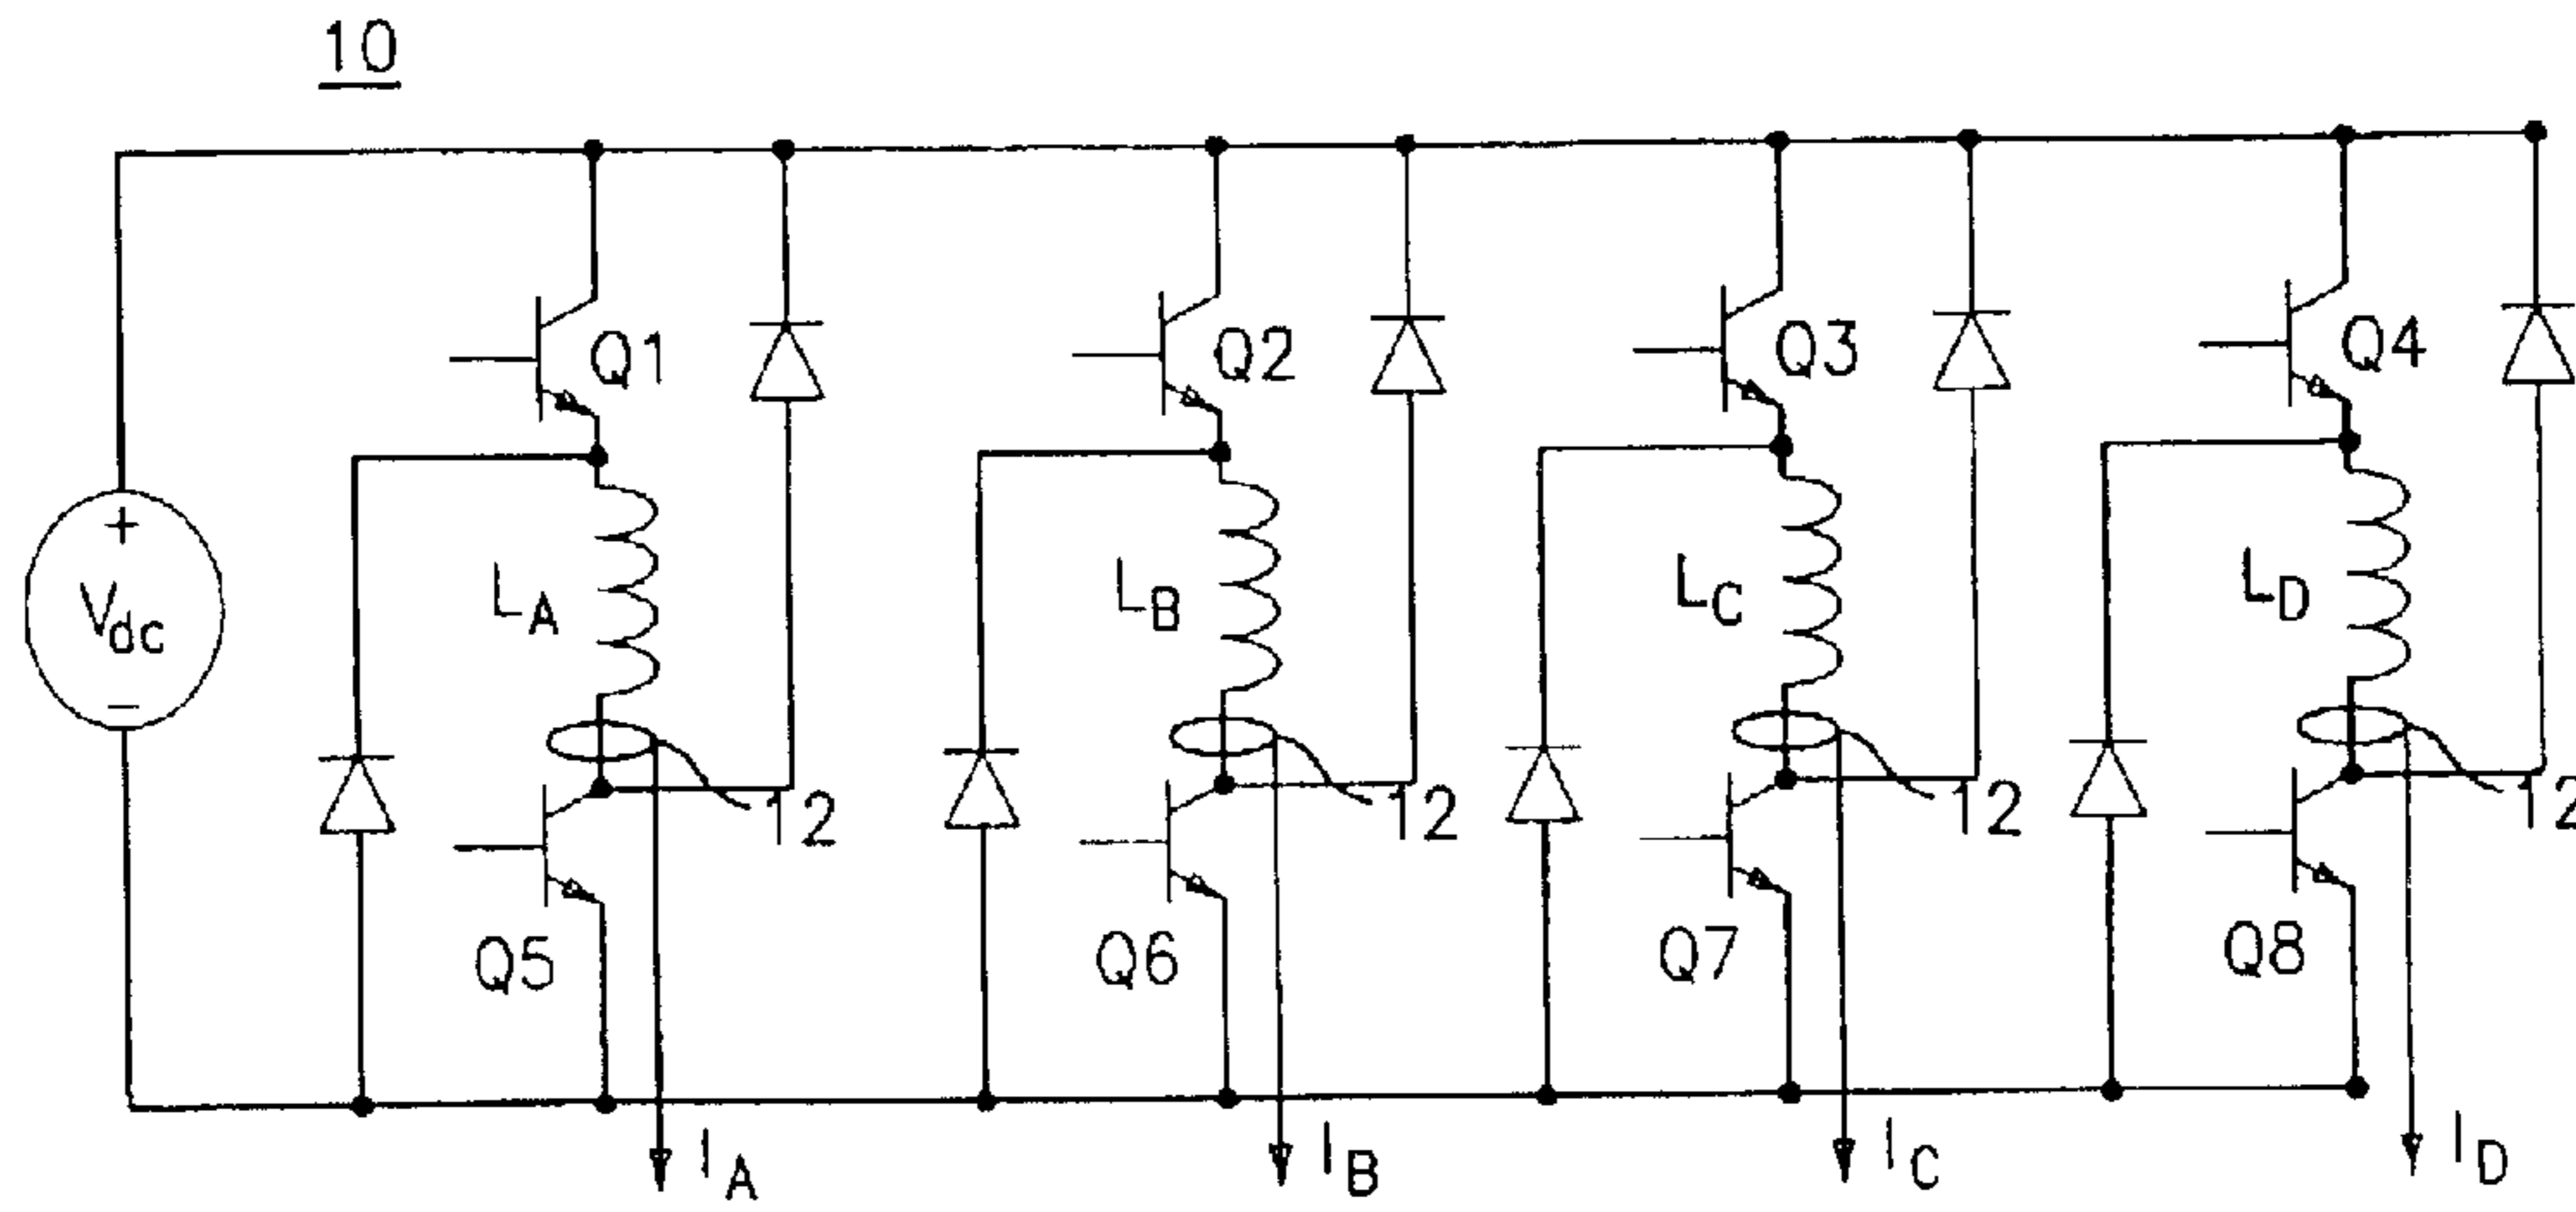 10
Q1 Q2 Q3 Q4
+
Vdc
−
LA LB LC LD
12 12 12 12
Q5 Q6 Q7 Q8
IA IB IC ID